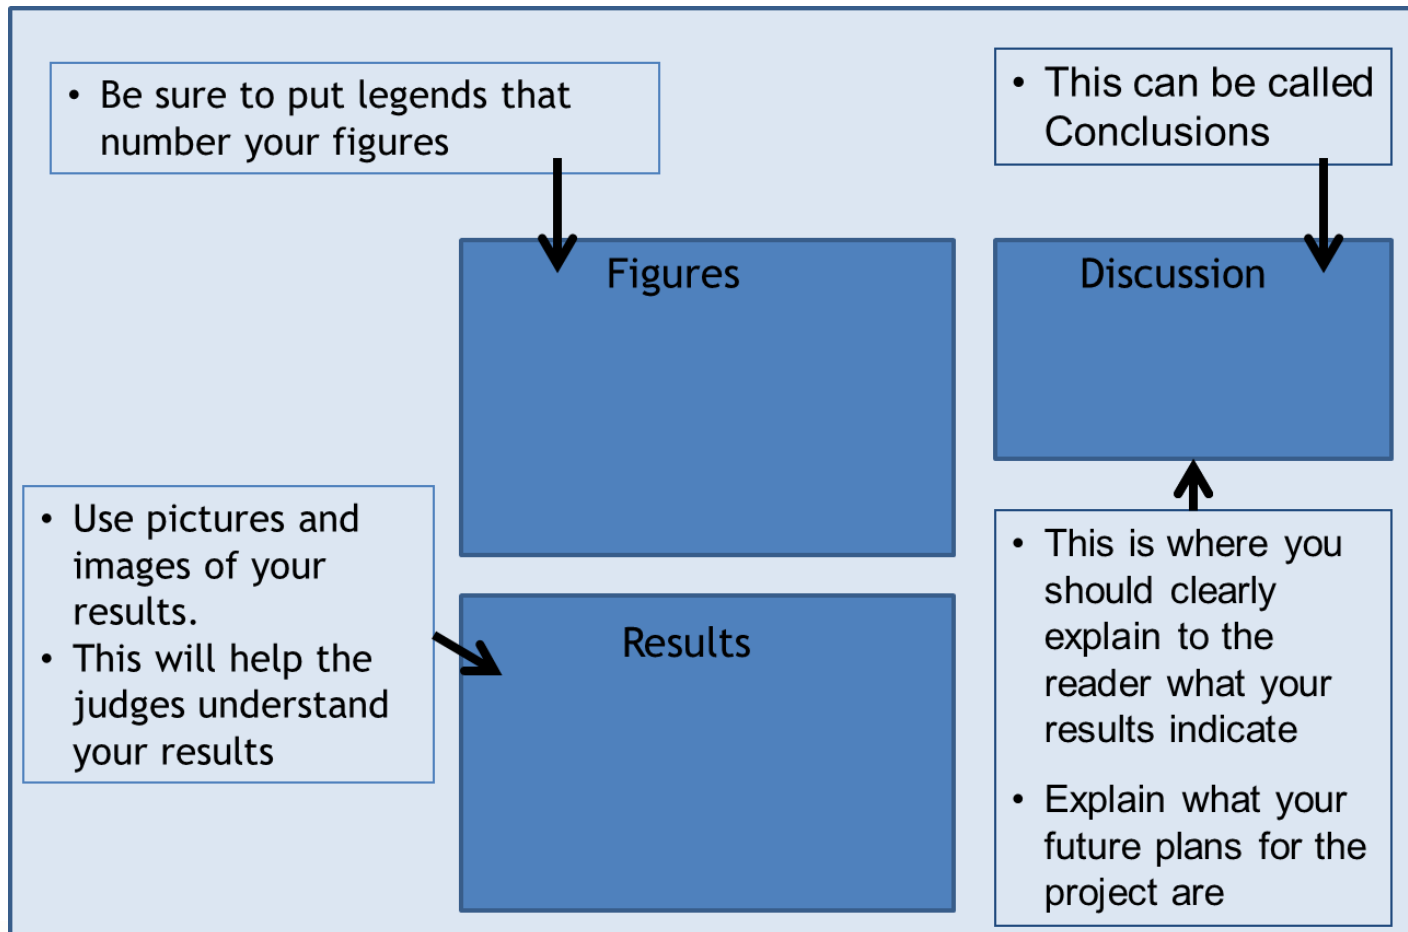 • Be sure to put legends that
number your figures
• This can be called
Conclusions
Figures
Discussion
• Use pictures and
images of your
results.
• This will help the
judges understand
your results
Results
• This is where you
should clearly
explain to the
reader what your
results indicate
• Explain what your
future plans for the
project are